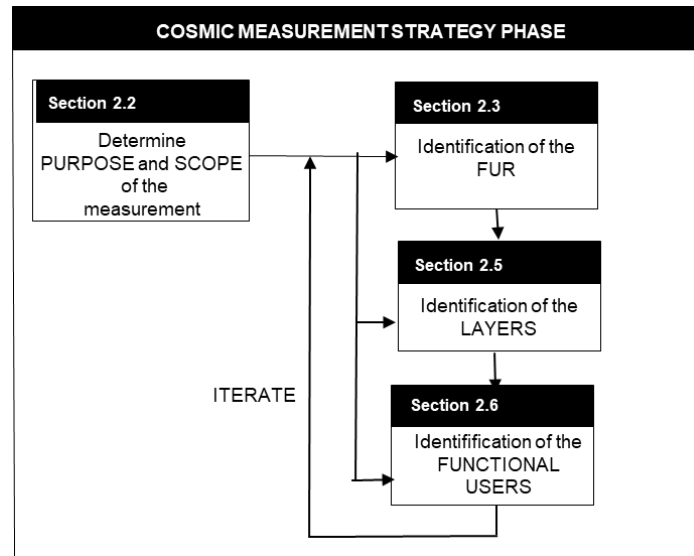 COSMIC MEASUREMENT STRATEGY PHASE
Section 2.2
Determine
PURPOSE and SCOPE
of the
measurement
Section 2.3
Identification of the
FUR
Section 2.5
Identification of the
LAYERS
ITERATE
Section 2.6
Identifification of the
FUNCTIONAL
USERS